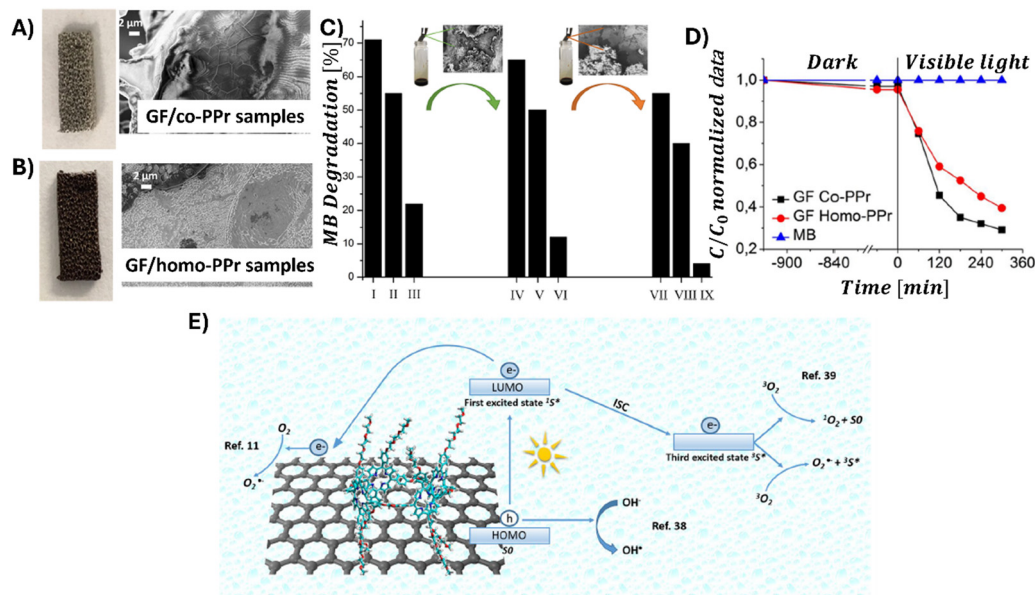 A)
2 μm
GF/co-PPr samples
B)
2 μm
GF/homo-PPr samples
C)
MB Degradation [%]
70
60
50
40
30
20
10
0
I II III IV V VI VII VIII IX
D)
Dark Visible light
C/C0 normalized data
1,0
0,8
0,6
0,4
0,2
GF Co-PPr
GF Homo-PPr
MB
-900 -840 0 120 240 360
Time [min]
E)
e-
LUMO
First excited state ¹S*
ISC
e-
Third excited state ³S*
³O₂
Ref. 39
¹O₂ + S0
O₂•- + ³S*
³O₂
Ref. 11
O₂
e-
O₂•-
h
HOMO
S0
OH-
Ref. 38
OH•